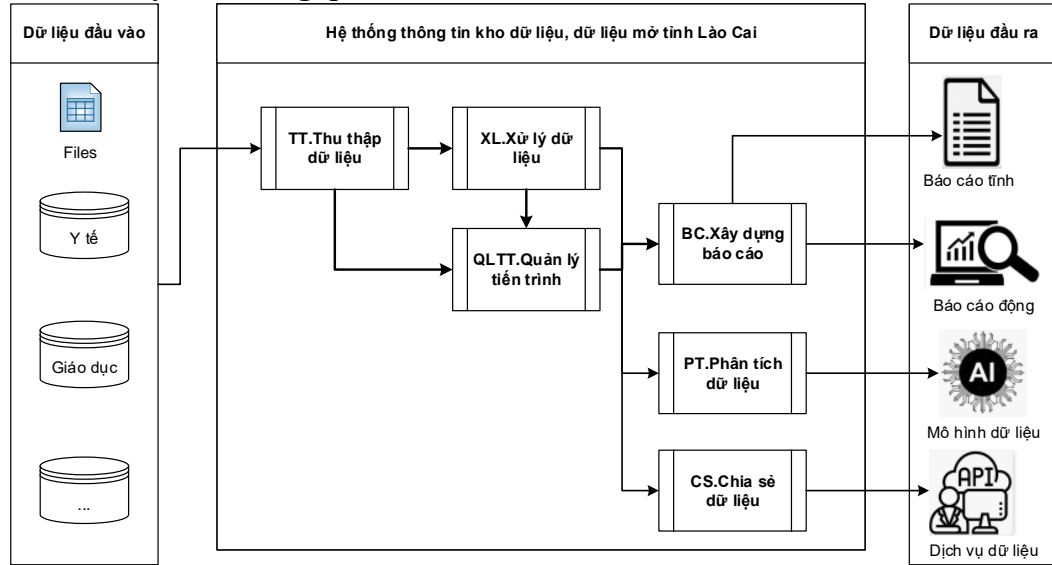 Dữ liệu đầu vào
Hệ thống thông tin kho dữ liệu, dữ liệu mở tỉnh Lào Cai
Dữ liệu đầu ra
Files
Y tế
Giáo dục
...
TT.Thu thập
dữ liệu
XL.Xử lý dữ
liệu
QLTT.Quản lý
tiến trình
BC.Xây dựng
báo cáo
PT.Phân tích
dữ liệu
CS.Chia sẻ
dữ liệu
Báo cáo tĩnh
Báo cáo động
AI
Mô hình dữ liệu
API
Dịch vụ dữ liệu